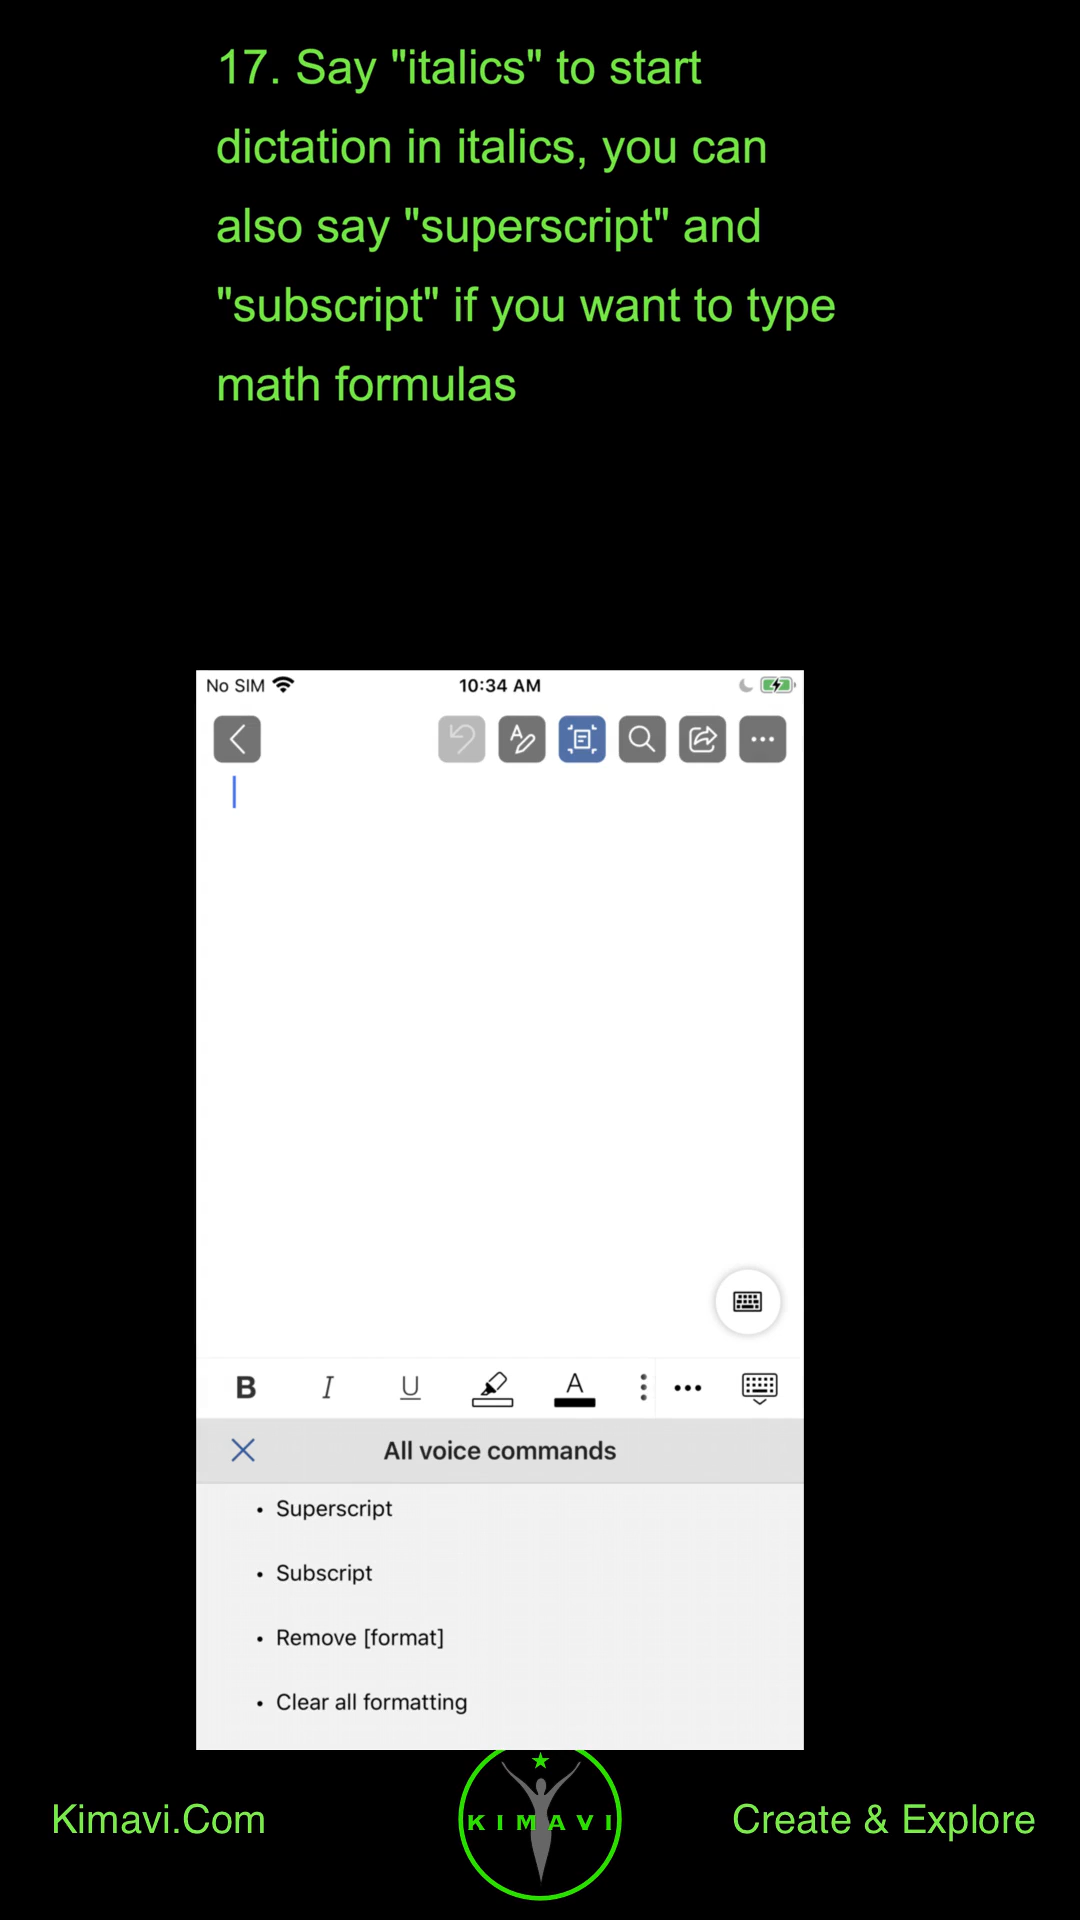 17. Say "italics" to start
dictation in italics, you can
also say "superscript" and
"subscript" if you want to type
math formulas
No SIM 10:34 AM
B I U A
All voice commands
• Superscript
• Subscript
• Remove [format]
• Clear all formatting
Kimavi.Com KIMAVI Create & Explore